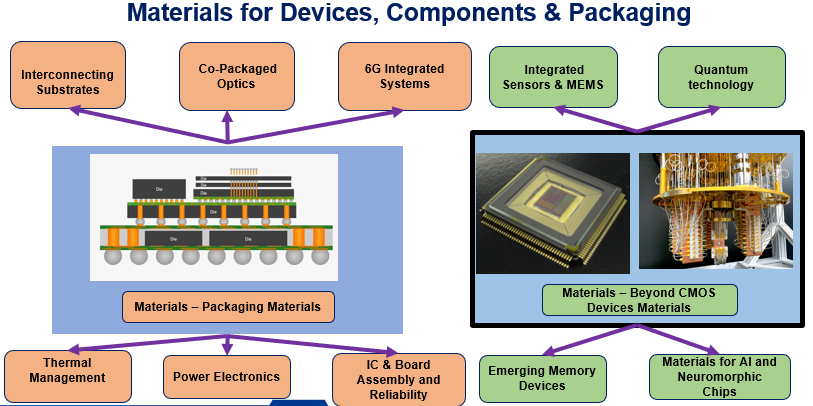 Materials for Devices, Components & Packaging
Interconnecting
Substrates
Co-Packaged
Optics
6G Integrated
Systems
Integrated
Sensors & MEMS
Quantum
technology
Die
Die
Die
Die
Die
Die
Die
Materials – Packaging Materials
Materials – Beyond CMOS
Devices Materials
Thermal
Management
Power Electronics
IC & Board
Assembly and
Reliability
Emerging Memory
Devices
Materials for AI and
Neuromorphic
Chips